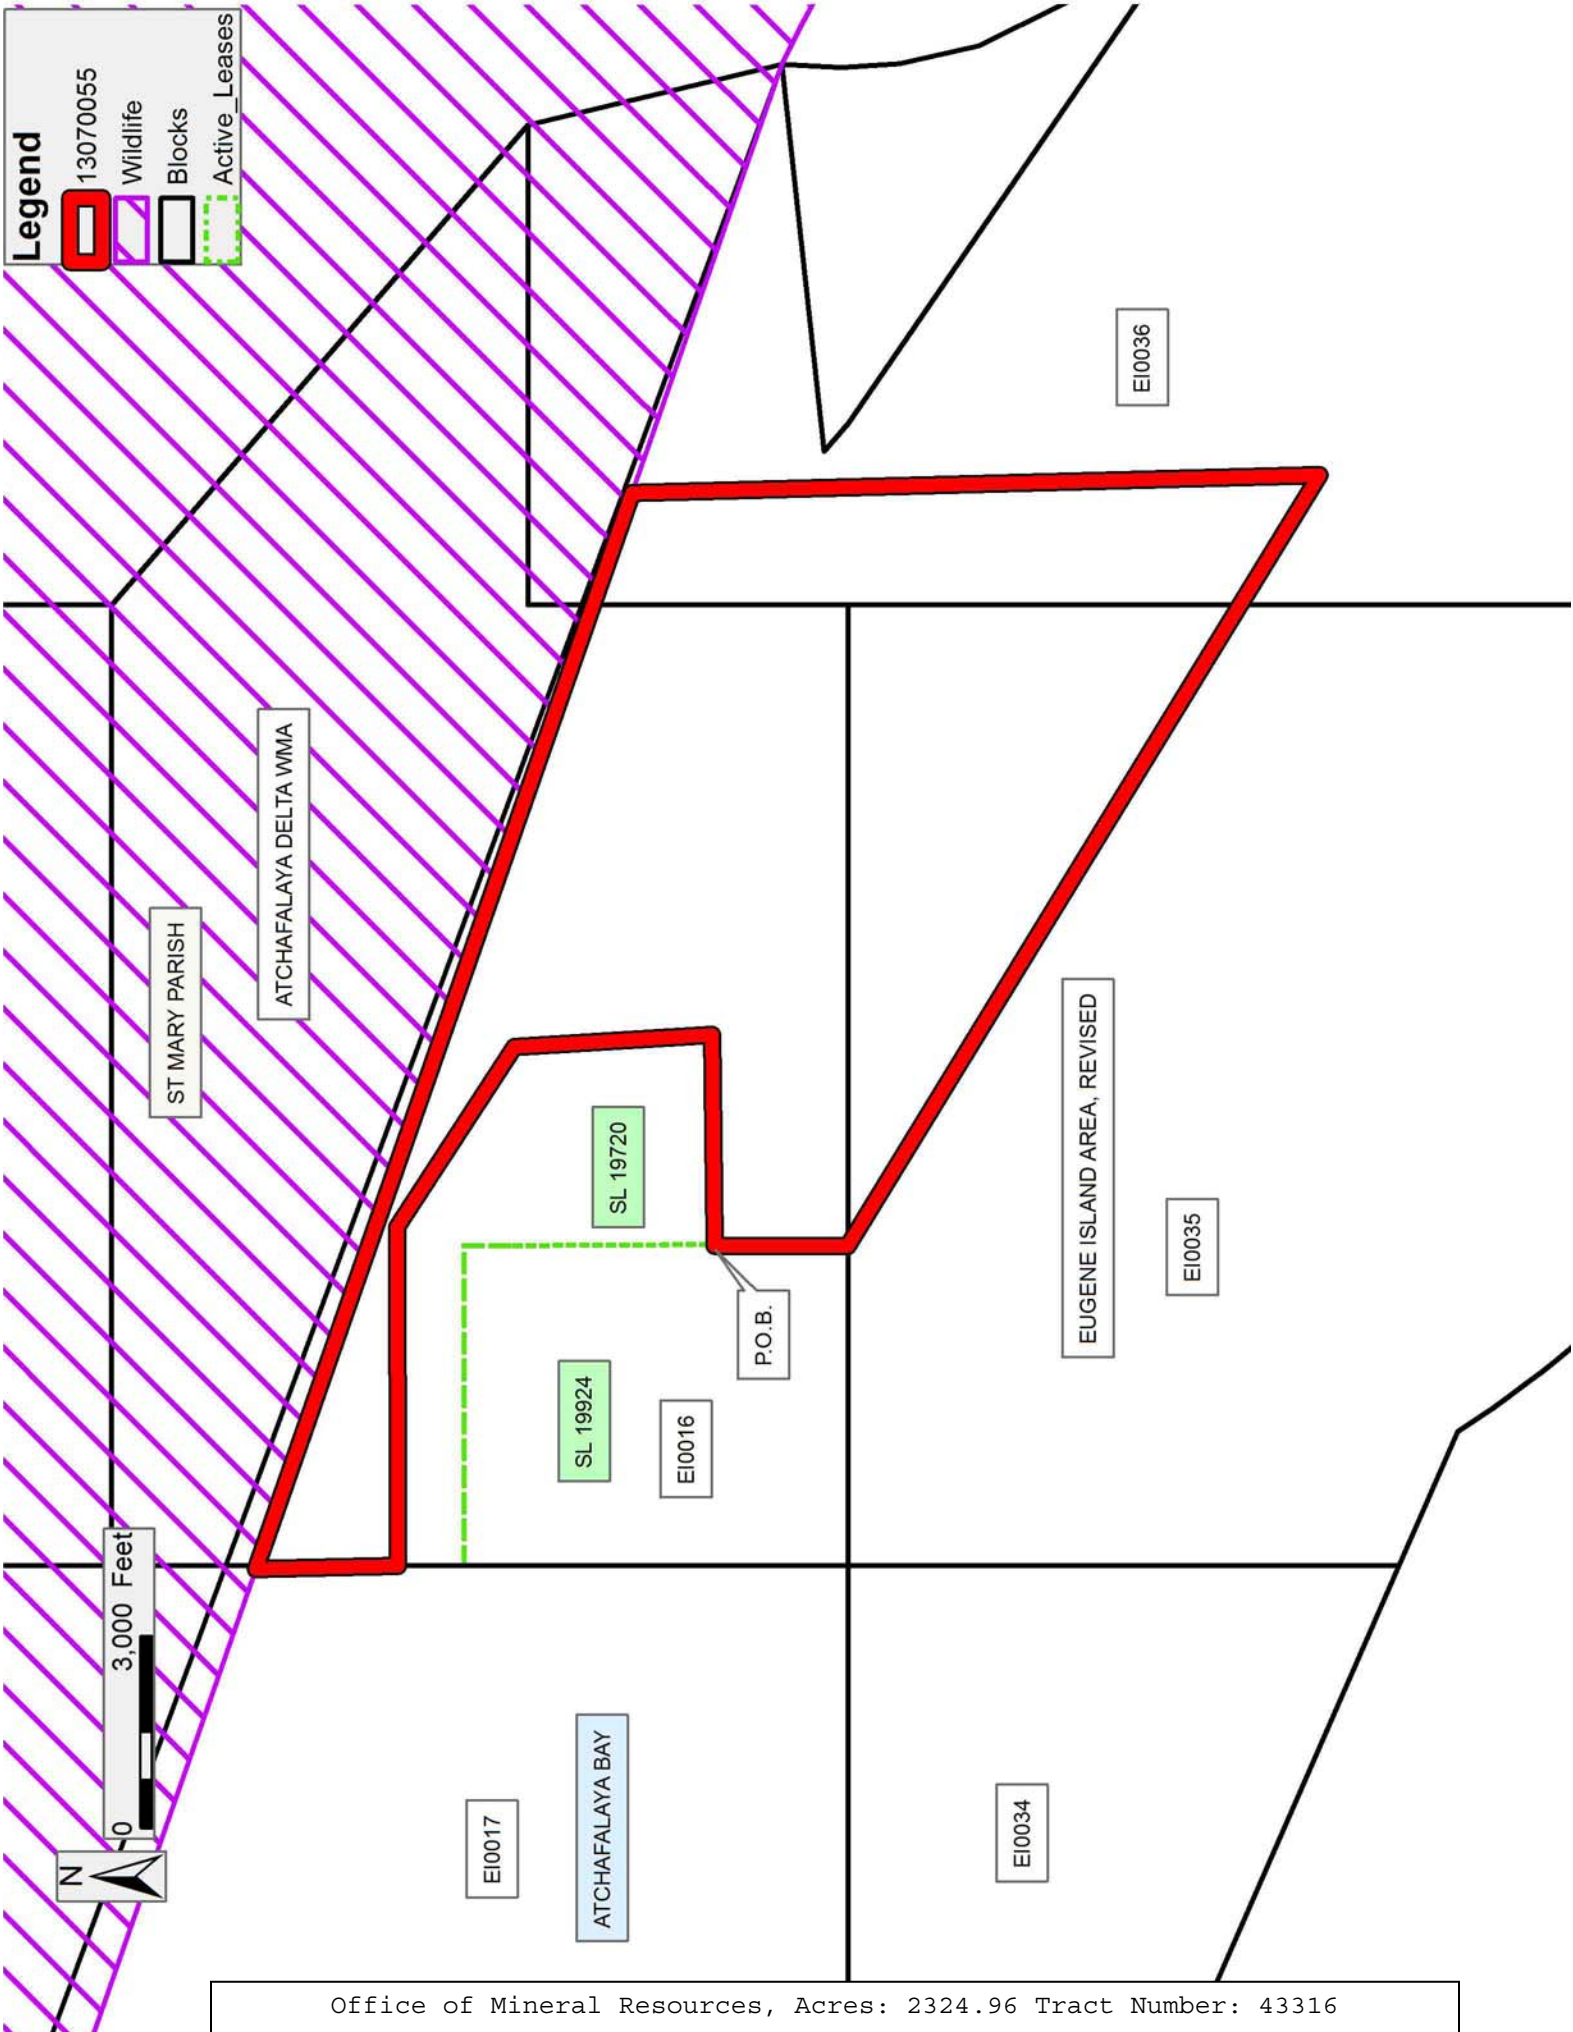 Legend
13070055
Wildlife
Blocks
Active_Leases
N
0 3,000 Feet
ST MARY PARISH
ATCHAFALAYA DELTA WMA
SL 19720
SL 19924
EI0016
P.O.B.
EI0017
ATCHAFALAYA BAY
EI0036
EUGENE ISLAND AREA, REVISED
EI0035
EI0034
Office of Mineral Resources, Acres: 2324.96 Tract Number: 43316